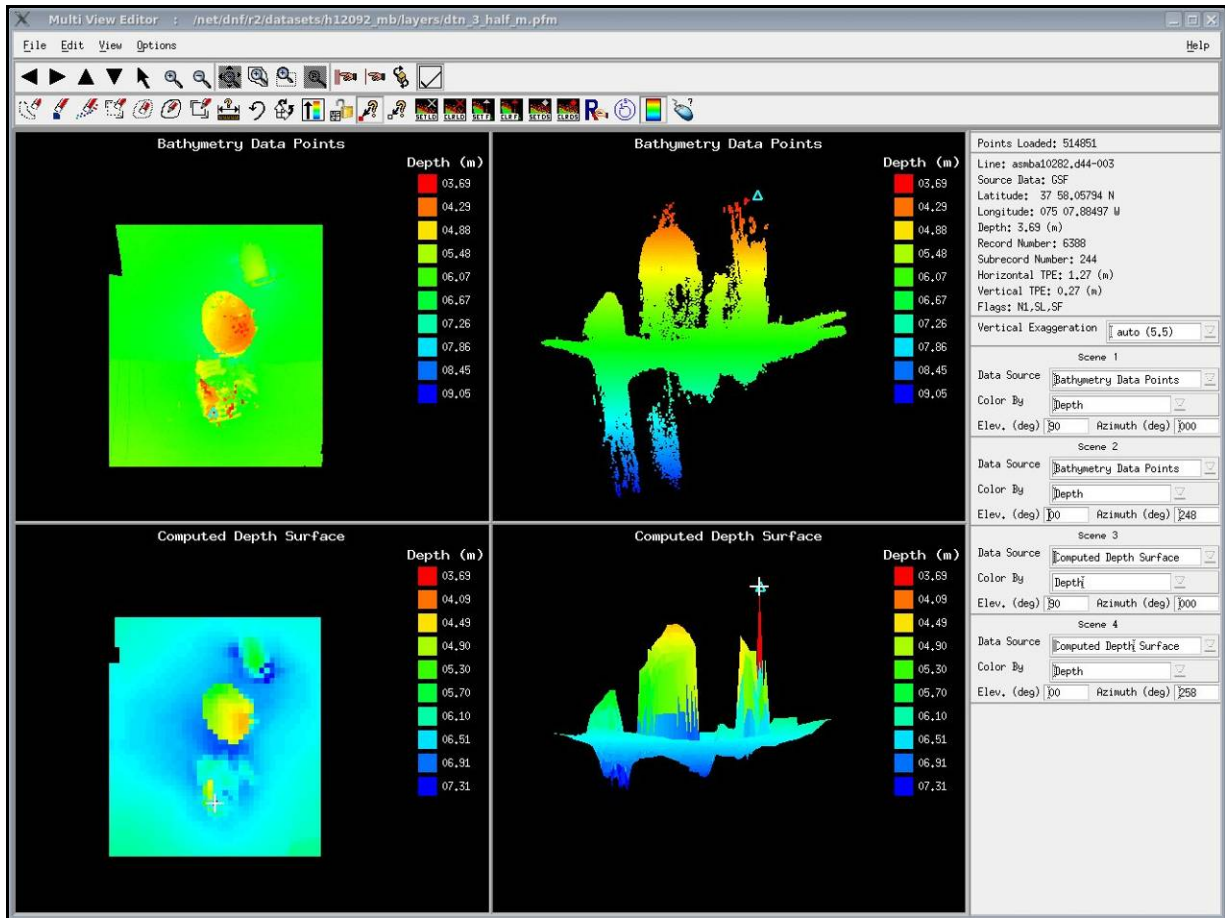 Multi View Editor : /net/dnf/r2/datasets/h12092_mb/layers/dtn_3_half_m.pfm
File Edit View Options Help
SET LD CLR LD SET F CLR F SET DS CLR DS R
Bathymetry Data Points
Depth (m)
03.69
04.29
04.88
05.48
06.07
06.67
07.26
07.86
08.45
09.05
Bathymetry Data Points
Depth (m)
03.69
04.29
04.88
05.48
06.07
06.67
07.26
07.86
08.45
09.05
Computed Depth Surface
Depth (m)
03.69
04.09
04.49
04.90
05.30
05.70
06.10
06.51
06.91
07.31
Computed Depth Surface
Depth (m)
03.69
04.09
04.49
04.90
05.30
05.70
06.10
06.51
06.91
07.31
Points Loaded: 514851
Line: asmba10282.d44-003
Source Data: GSF
Latitude: 37 58.05794 N
Longitude: 075 07.88497 W
Depth: 3.69 (m)
Record Number: 6388
Subrecord Number: 244
Horizontal TPE: 1.27 (m)
Vertical TPE: 0.27 (m)
Flags: N1,SL,SF
Vertical Exaggeration auto (5.5)
Scene 1
Data Source Bathymetry Data Points
Color By Depth
Elev. (deg) 90 Azimuth (deg) 000
Scene 2
Data Source Bathymetry Data Points
Color By Depth
Elev. (deg) 00 Azimuth (deg) 248
Scene 3
Data Source Computed Depth Surface
Color By Depth
Elev. (deg) 90 Azimuth (deg) 000
Scene 4
Data Source Computed Depth Surface
Color By Depth
Elev. (deg) 00 Azimuth (deg) 258